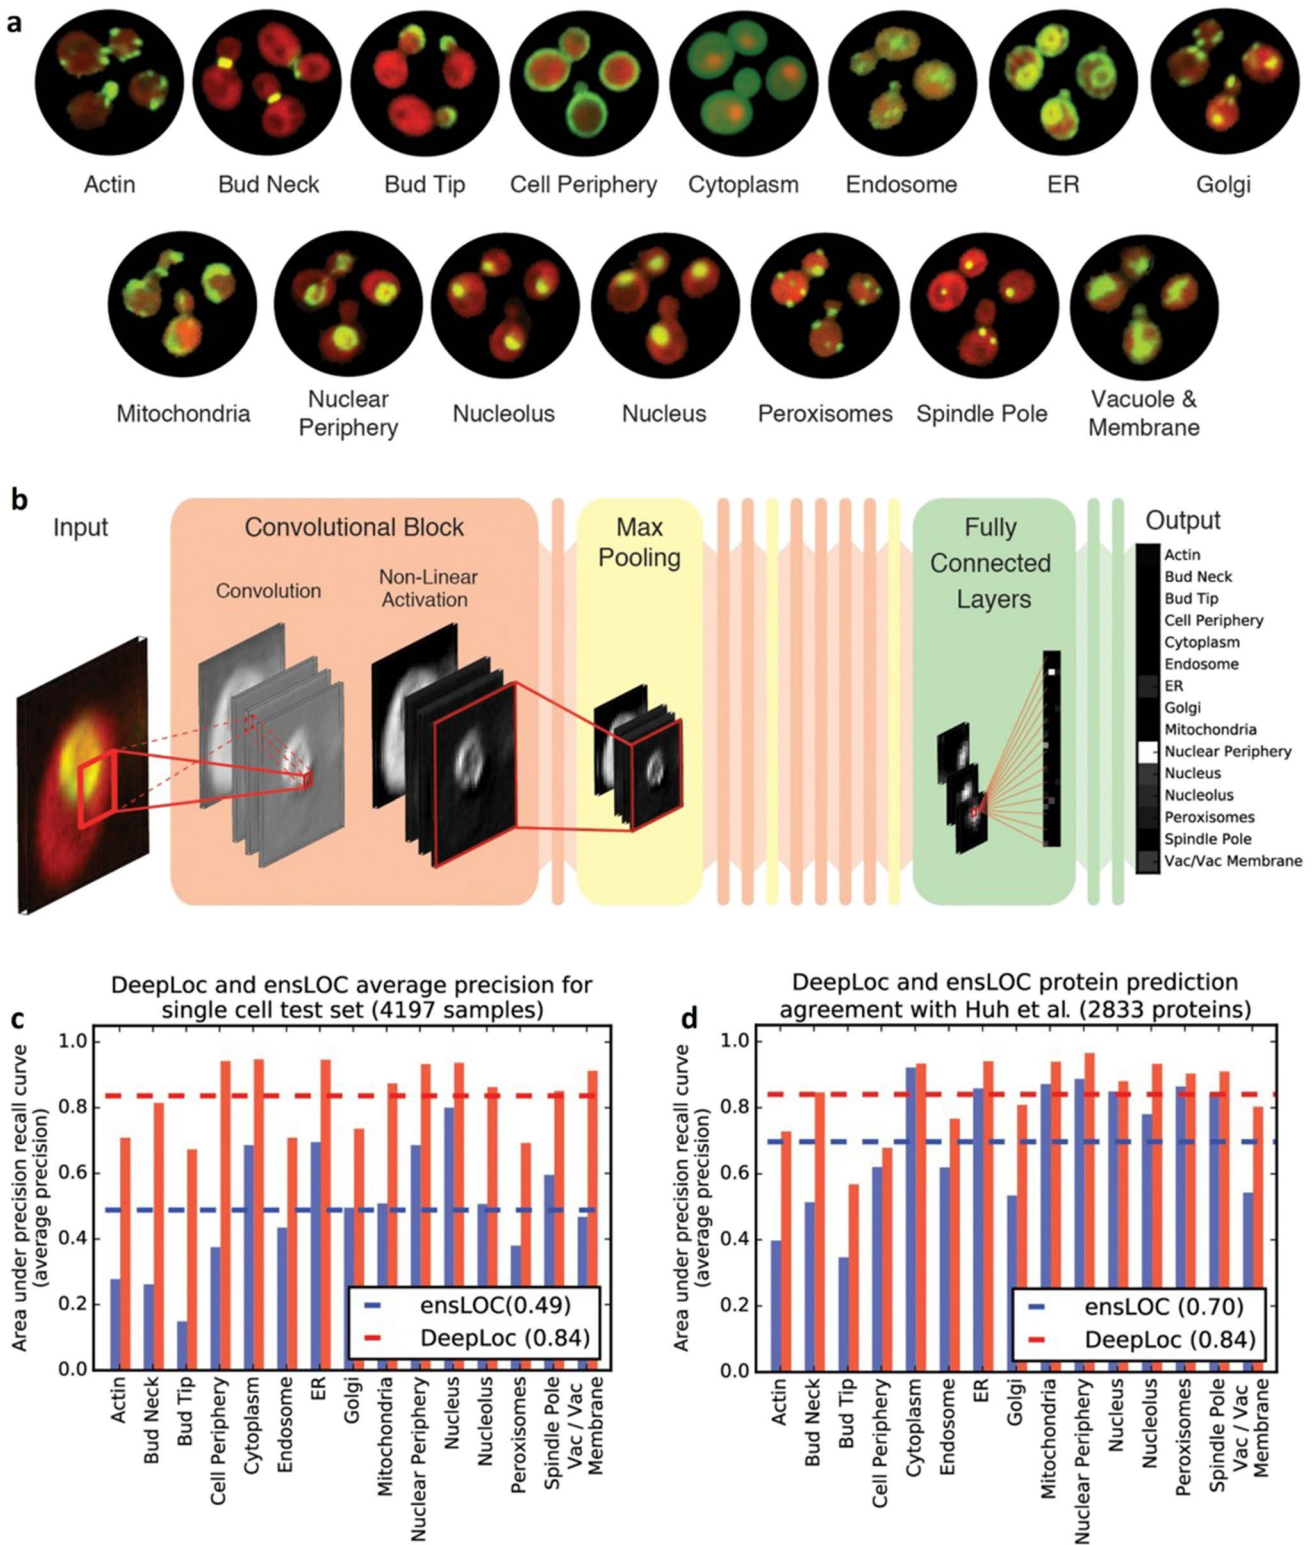 a
Actin
Bud Neck
Bud Tip
Cell Periphery
Cytoplasm
Endosome
ER
Golgi
Mitochondria
Nuclear
Periphery
Nucleolus
Nucleus
Peroxisomes
Spindle Pole
Vacuole &
Membrane
b
Input
Convolutional Block
Convolution
Non-Linear
Activation
Max
Pooling
Fully
Connected
Layers
Output
Actin
Bud Neck
Bud Tip
Cell Periphery
Cytoplasm
Endosome
ER
Golgi
Mitochondria
Nuclear Periphery
Nucleus
Nucleolus
Peroxisomes
Spindle Pole
Vac/Vac Membrane
c
DeepLoc and ensLOC average precision for
single cell test set (4197 samples)
Area under precision recall curve
(average precision)
1.0
0.8
0.6
0.4
0.2
0.0
ensLOC(0.49)
DeepLoc (0.84)
Actin
Bud Neck
Bud Tip
Cell Periphery
Cytoplasm
Endosome
ER
Golgi
Mitochondria
Nuclear Periphery
Nucleus
Nucleolus
Peroxisomes
Spindle Pole
Vac / Vac
Membrane
d
DeepLoc and ensLOC protein prediction
agreement with Huh et al. (2833 proteins)
Area under precision recall curve
(average precision)
1.0
0.8
0.6
0.4
0.2
0.0
ensLOC (0.70)
DeepLoc (0.84)
Actin
Bud Neck
Bud Tip
Cell Periphery
Cytoplasm
Endosome
ER
Golgi
Mitochondria
Nuclear Periphery
Nucleus
Nucleolus
Peroxisomes
Spindle Pole
Vac / Vac
Membrane